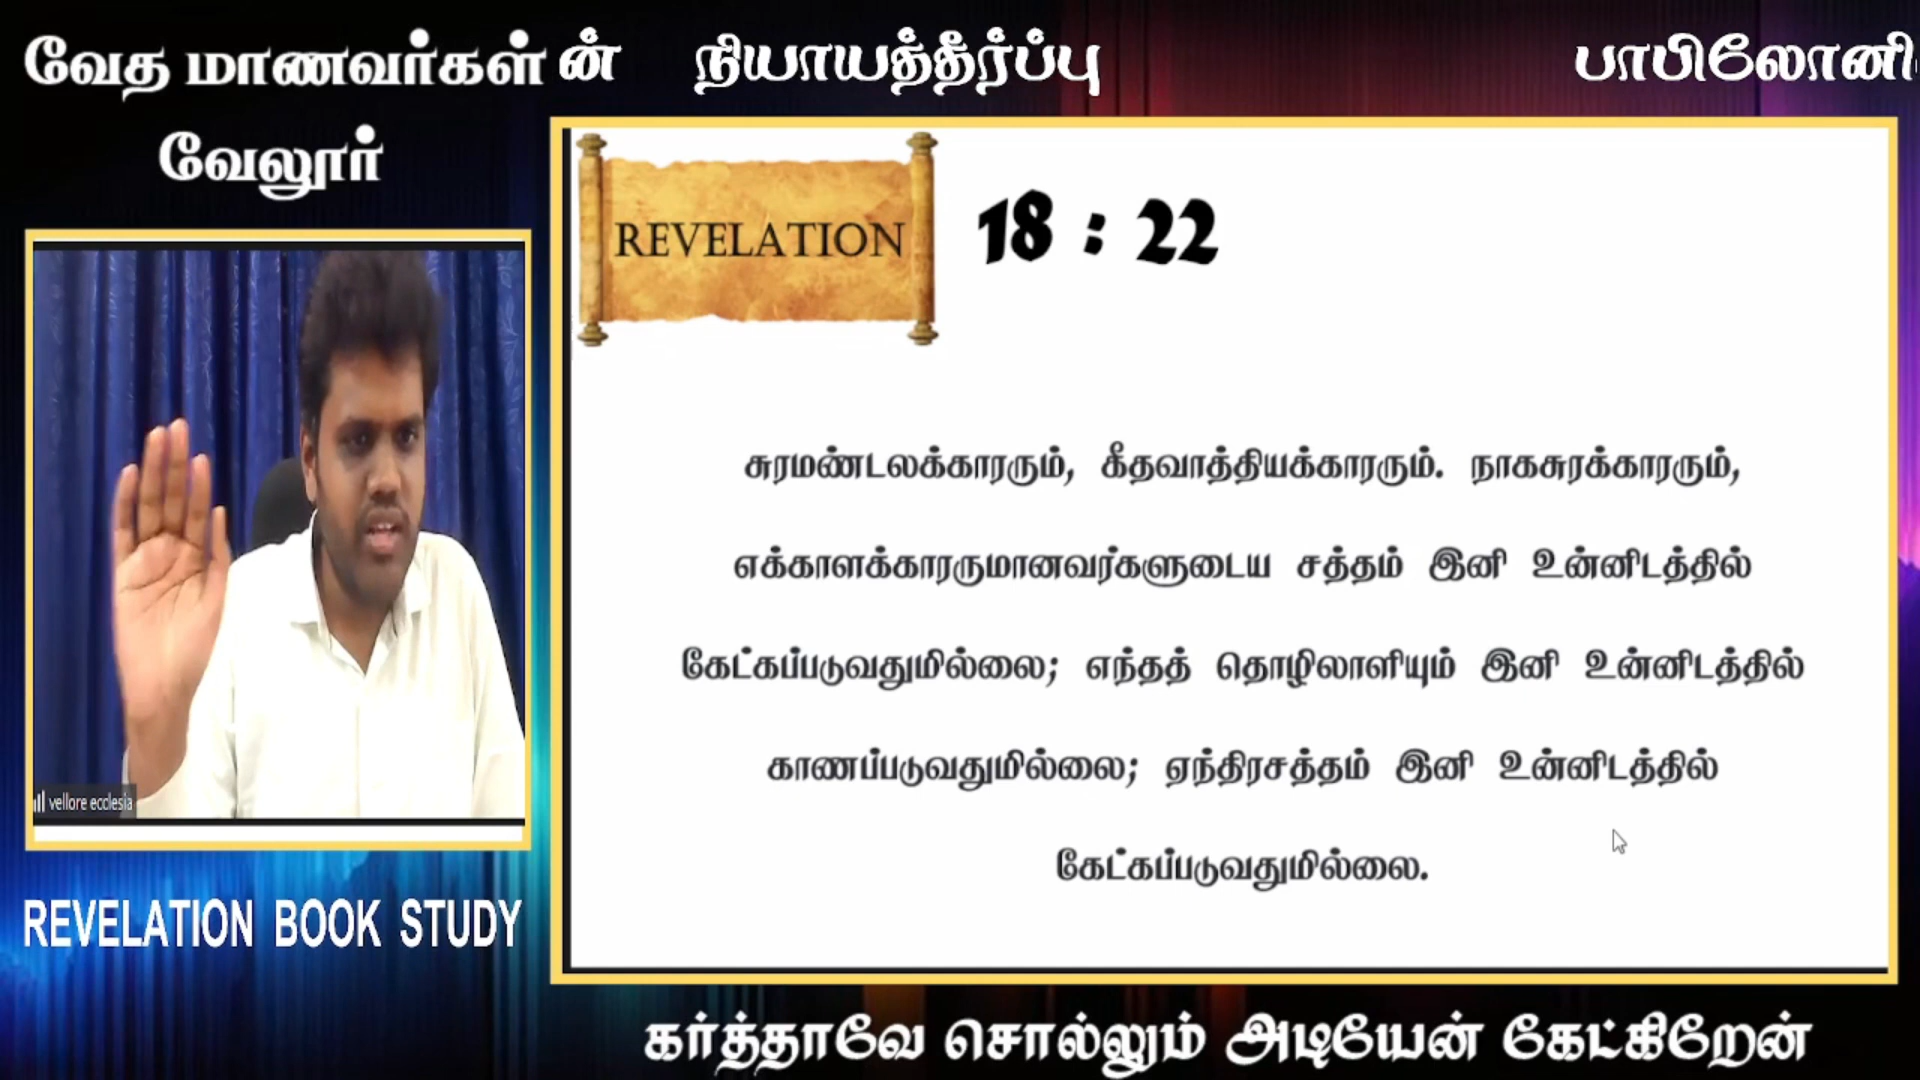 வேத மாணவர்கள்
ன் நியாயத்தீர்ப்பு பாபிலோனி
வேலூர்
REVELATION
18 : 22
சுரமண்டலக்காரரும், கீதவாத்தியக்காரரும். நாகசுரக்காரரும்,
எக்காளக்காரருமானவர்களுடைய சத்தம் இனி உன்னிடத்தில்
கேட்கப்படுவதுமில்லை; எந்தத் தொழிலாளியும் இனி உன்னிடத்தில்
காணப்படுவதுமில்லை; ஏந்திரசத்தம் இனி உன்னிடத்தில்
கேட்கப்படுவதுமில்லை.
vellore ecclesia
REVELATION BOOK STUDY
கர்த்தாவே சொல்லும் அடியேன் கேட்கிறேன்